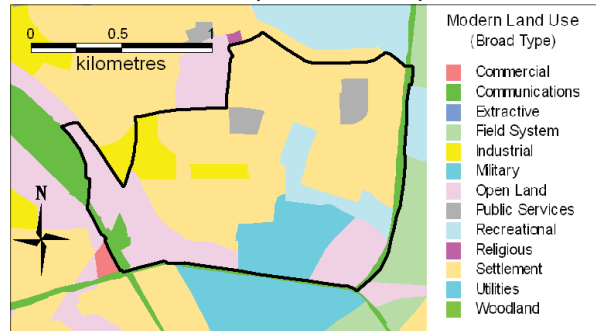 0 0.5 1
kilometres
N
Modern Land Use
(Broad Type)
Commercial
Communications
Extractive
Field System
Industrial
Military
Open Land
Public Services
Recreational
Religious
Settlement
Utilities
Woodland